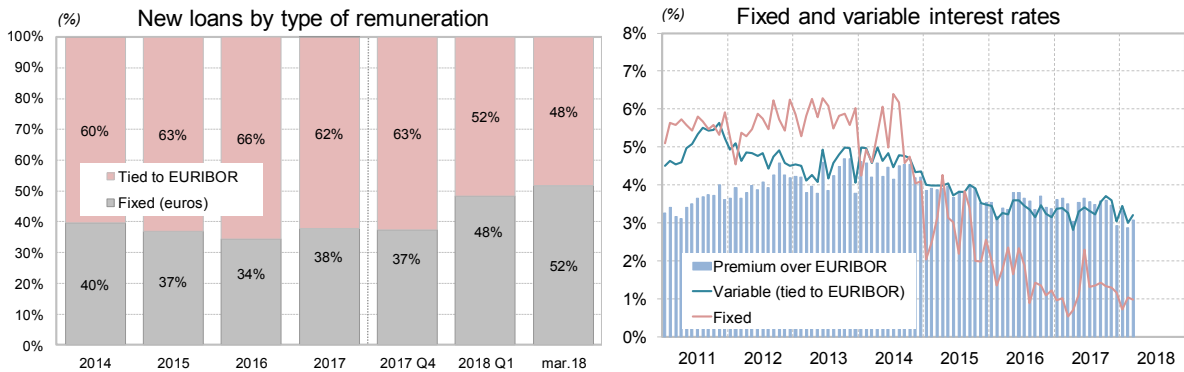 (%) New loans by type of remuneration
100%
90%
80%
70%
60%
50%
40%
30%
20%
10%
0%
60% 63% 66% 62% 63% 52% 48%
Tied to EURIBOR
Fixed (euros)
40% 37% 34% 38% 37% 48% 52%
2014 2015 2016 2017 2017 Q4 2018 Q1 mar.18
(%) Fixed and variable interest rates
8%
7%
6%
5%
4%
3%
2%
1%
0%
Premium over EURIBOR
Variable (tied to EURIBOR)
Fixed
2011 2012 2013 2014 2015 2016 2017 2018